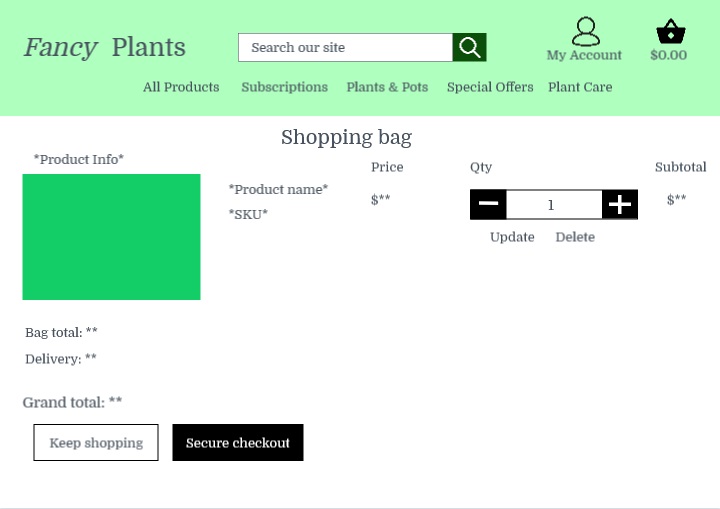 Fancy Plants
Search our site
My Account
$0.00
All Products Subscriptions Plants & Pots Special Offers Plant Care
Shopping bag
*Product Info*
Price
Qty
Subtotal
*Product name*
$**
1
$**
*SKU*
Update Delete
Bag total: **
Delivery: **
Grand total: **
Keep shopping
Secure checkout